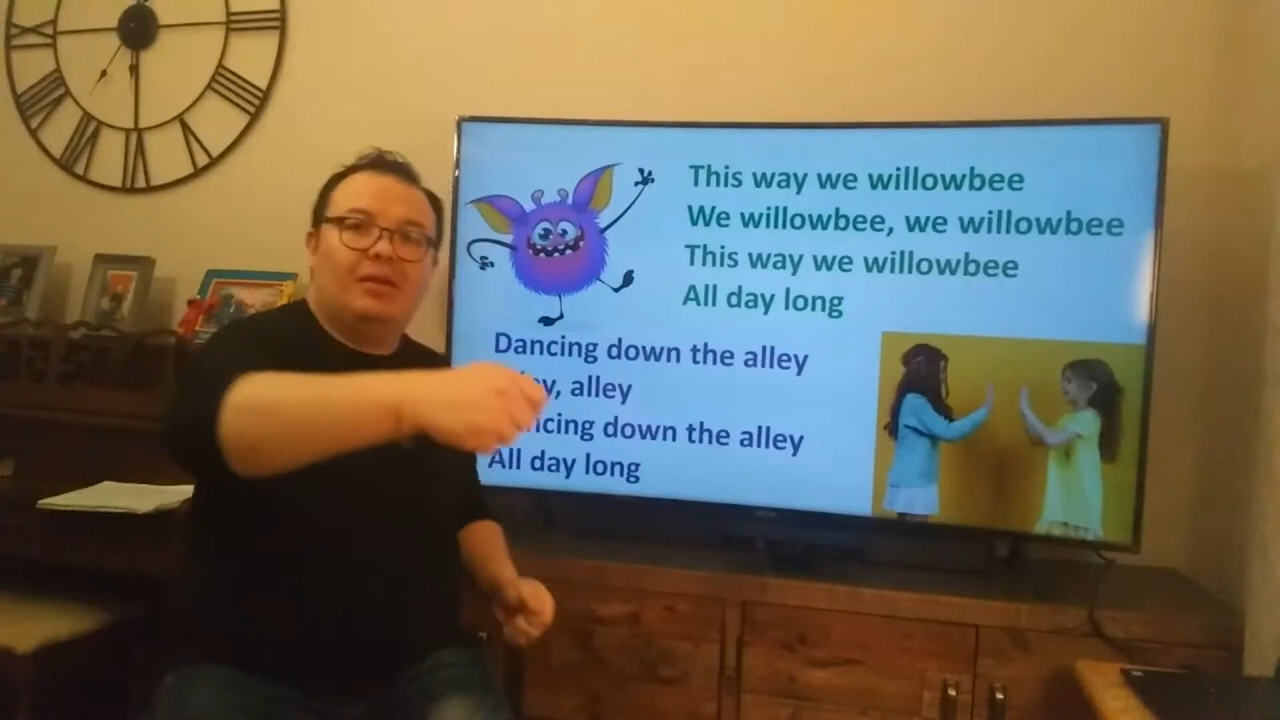 This way we willowbee
We willowbee, we willowbee
This way we willowbee
All day long
Dancing down the alley
alley
down the alley
All day long